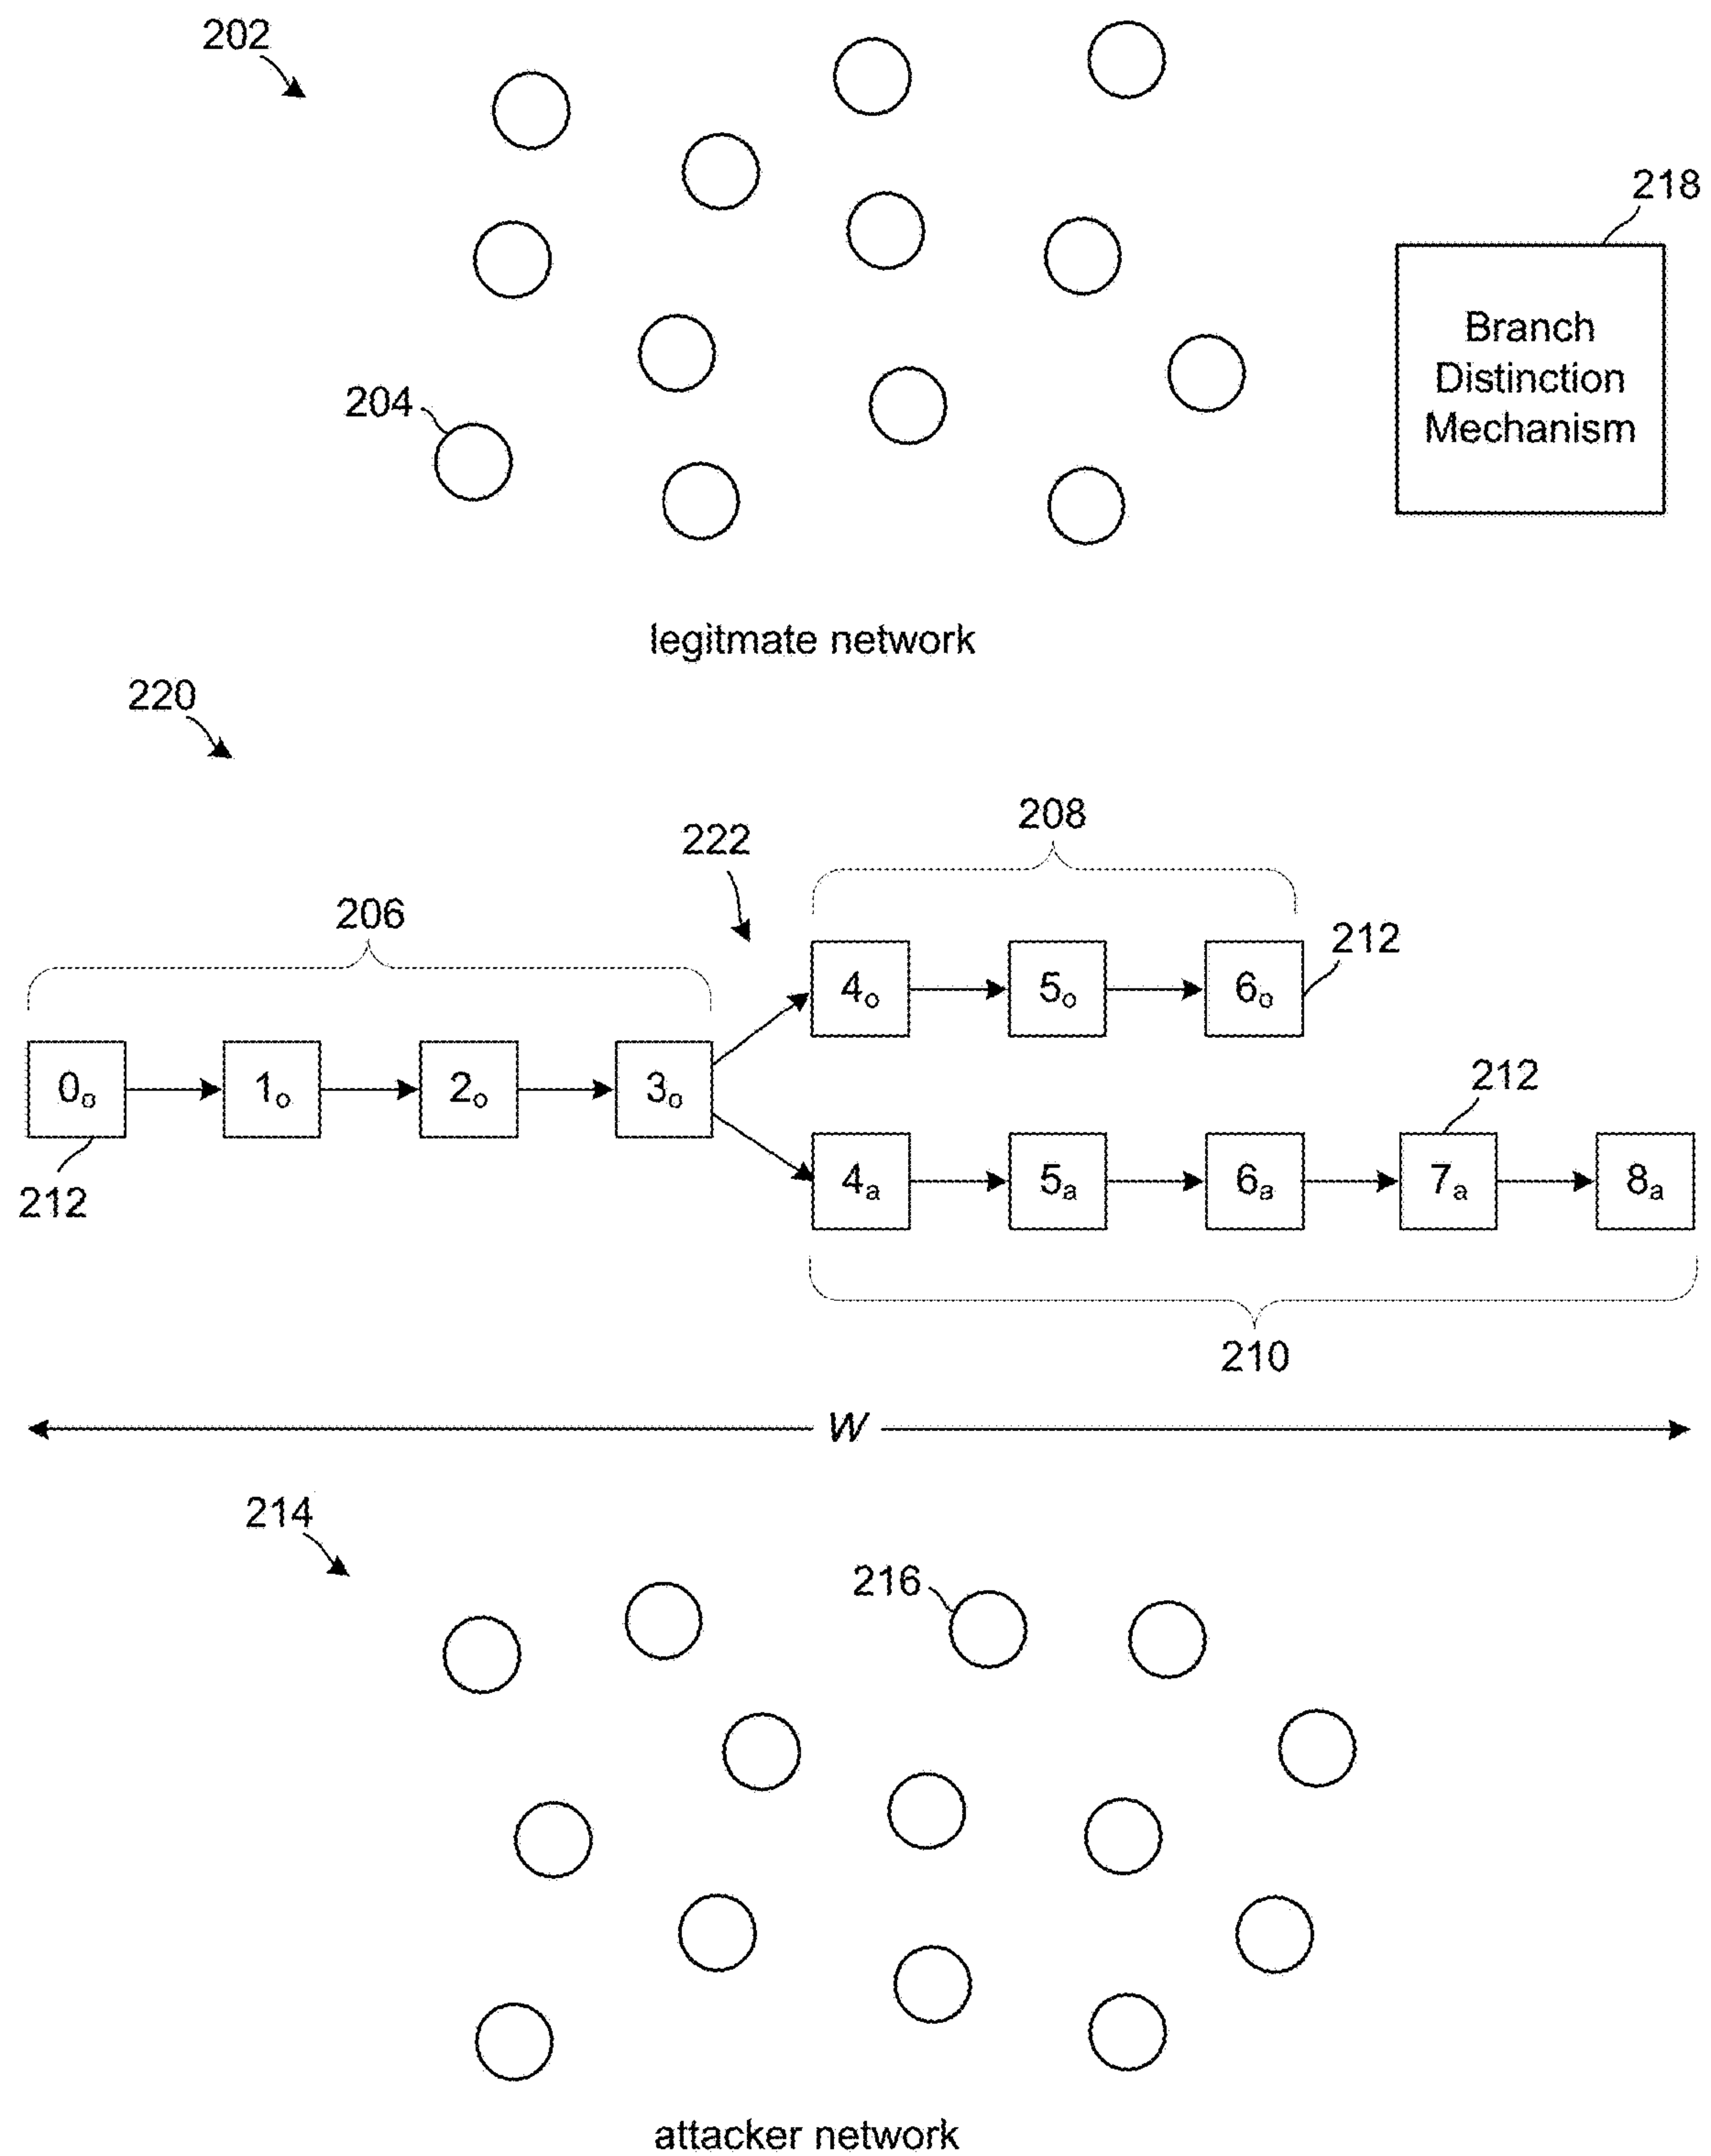 202
218
Branch
Distinction
Mechanism
204
legitmate network
220
208
222
206
212
4o
5o
6o
0o
1o
2o
3o
212
212
4a
5a
6a
7a
8a
210
W
214
216
attacker network